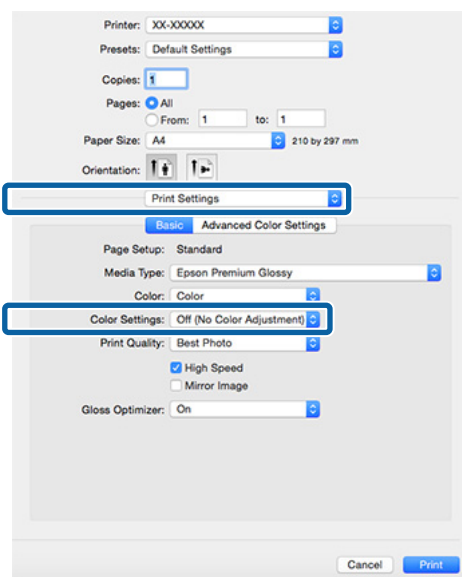 Printer: XX-XXXXX
Presets: Default Settings
Copies: 1
Pages: All
From: 1 to: 1
Paper Size: A4 210 by 297 mm
Orientation:
Print Settings
Basic Advanced Color Settings
Page Setup: Standard
Media Type: Epson Premium Glossy
Color: Color
Color Settings: Off (No Color Adjustment)
Print Quality: Best Photo
High Speed
Mirror Image
Gloss Optimizer: On
Cancel Print